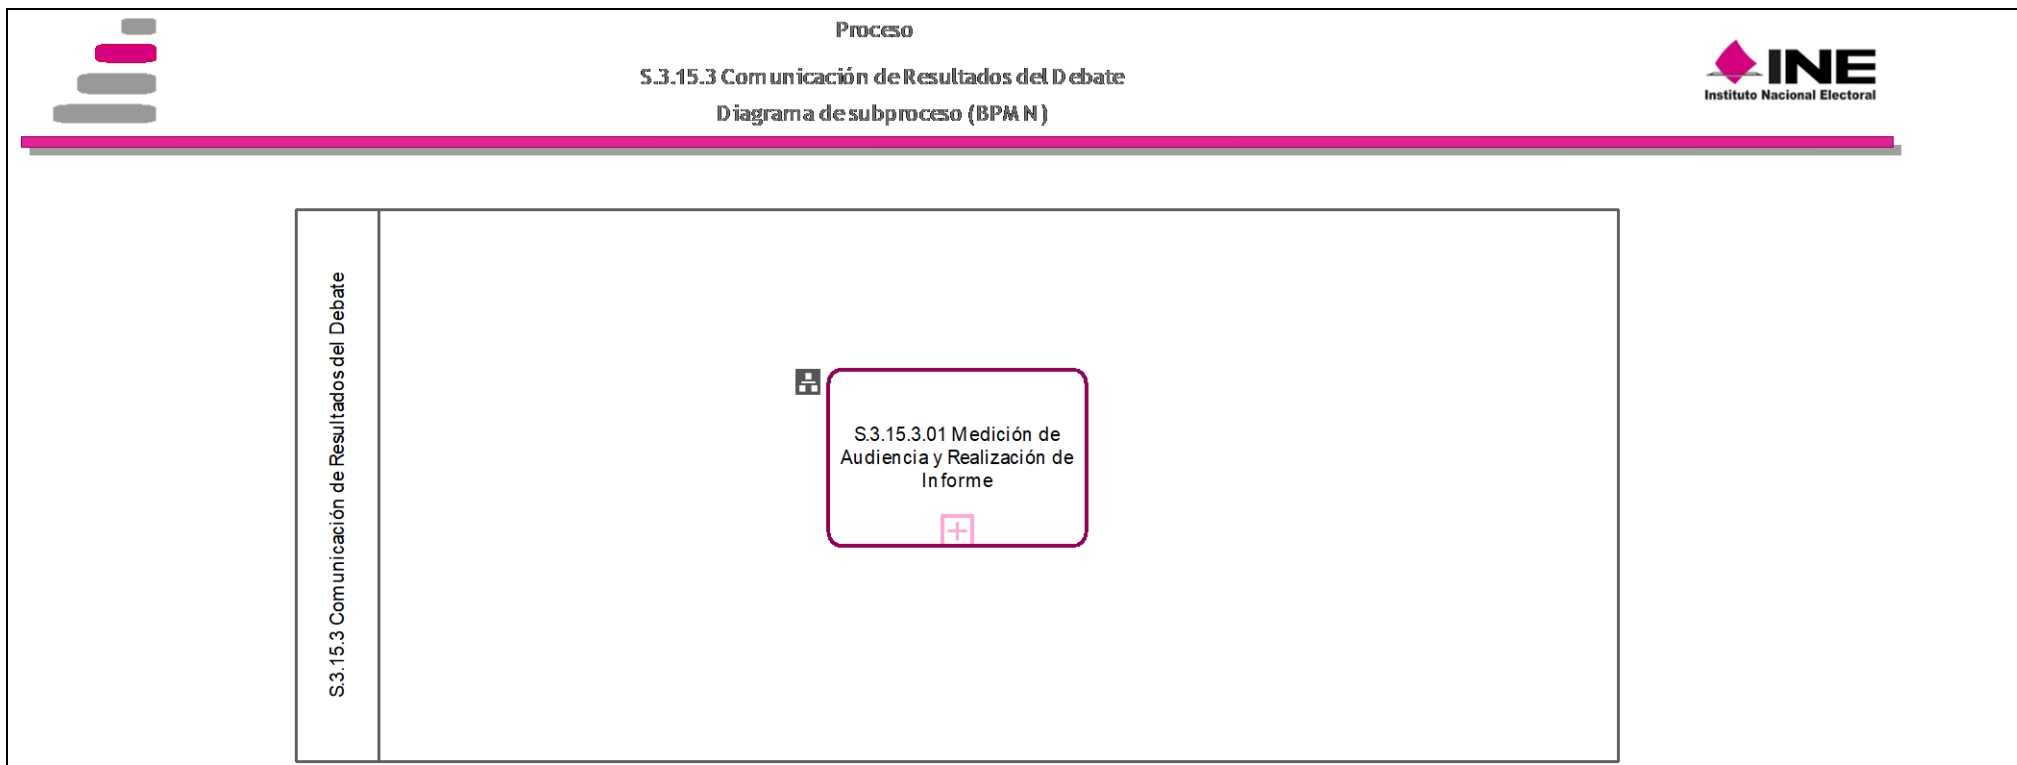 Proceso
S.3.15.3 Comunicación de Resultados del Debate
Diagrama de subproceso (BPMN)
INE
Instituto Nacional Electoral
S.3.15.3 Comunicación de Resultados del Debate
S.3.15.3.01 Medición de
Audiencia y Realización de
Informe